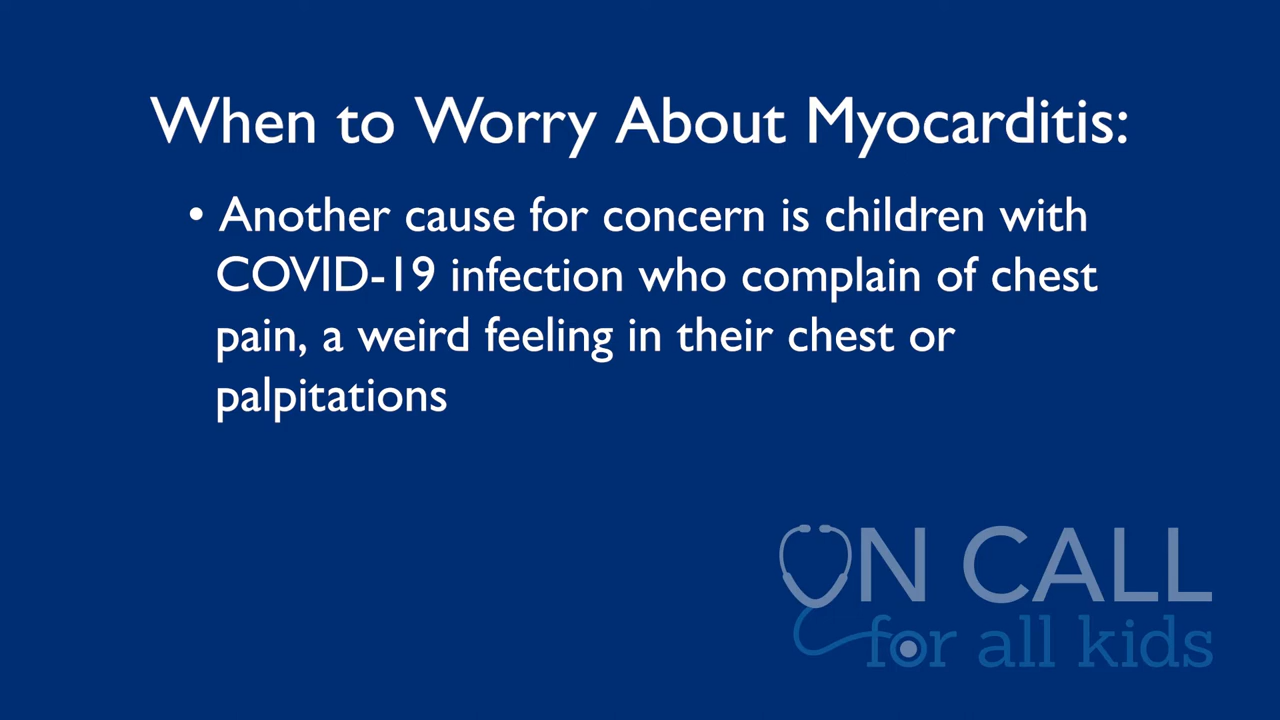 When to Worry About Myocarditis:
• Another cause for concern is children with
COVID-19 infection who complain of chest
pain, a weird feeling in their chest or
palpitations
ON CALL
for all kids